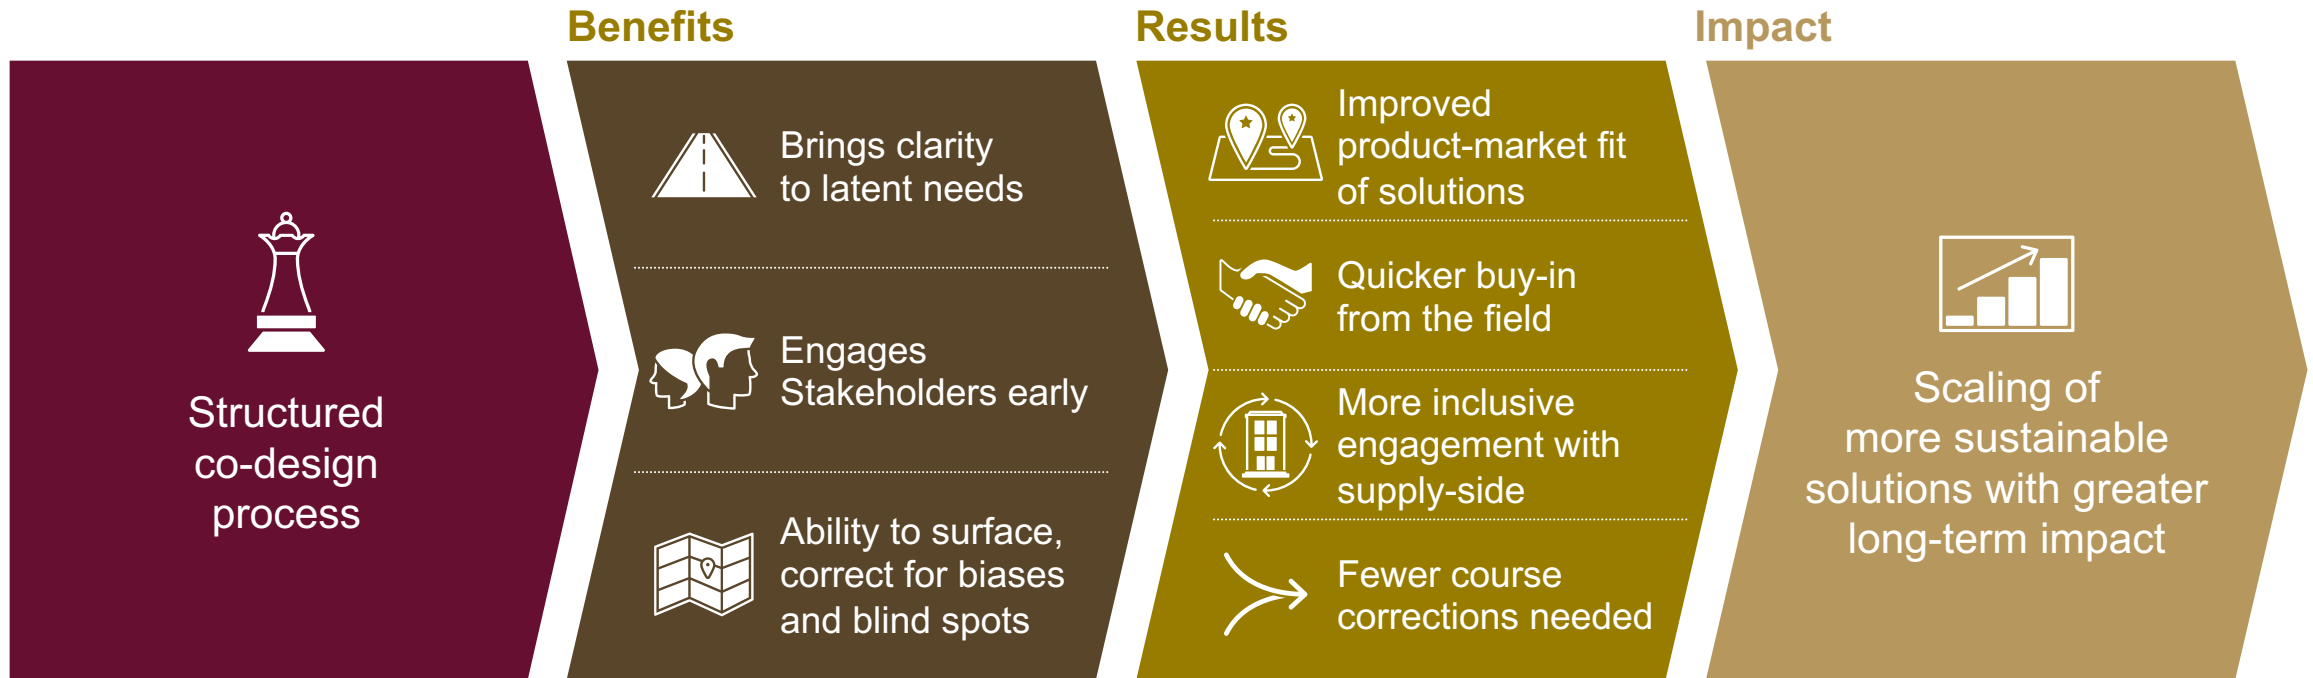 Benefits
Results
Impact
Structured
co-design
process
Brings clarity
to latent needs
Engages
Stakeholders early
Ability to surface,
correct for biases
and blind spots
Improved
product-market fit
of solutions
Quicker buy-in
from the field
More inclusive
engagement with
supply-side
Fewer course
corrections needed
Scaling of
more sustainable
solutions with greater
long-term impact